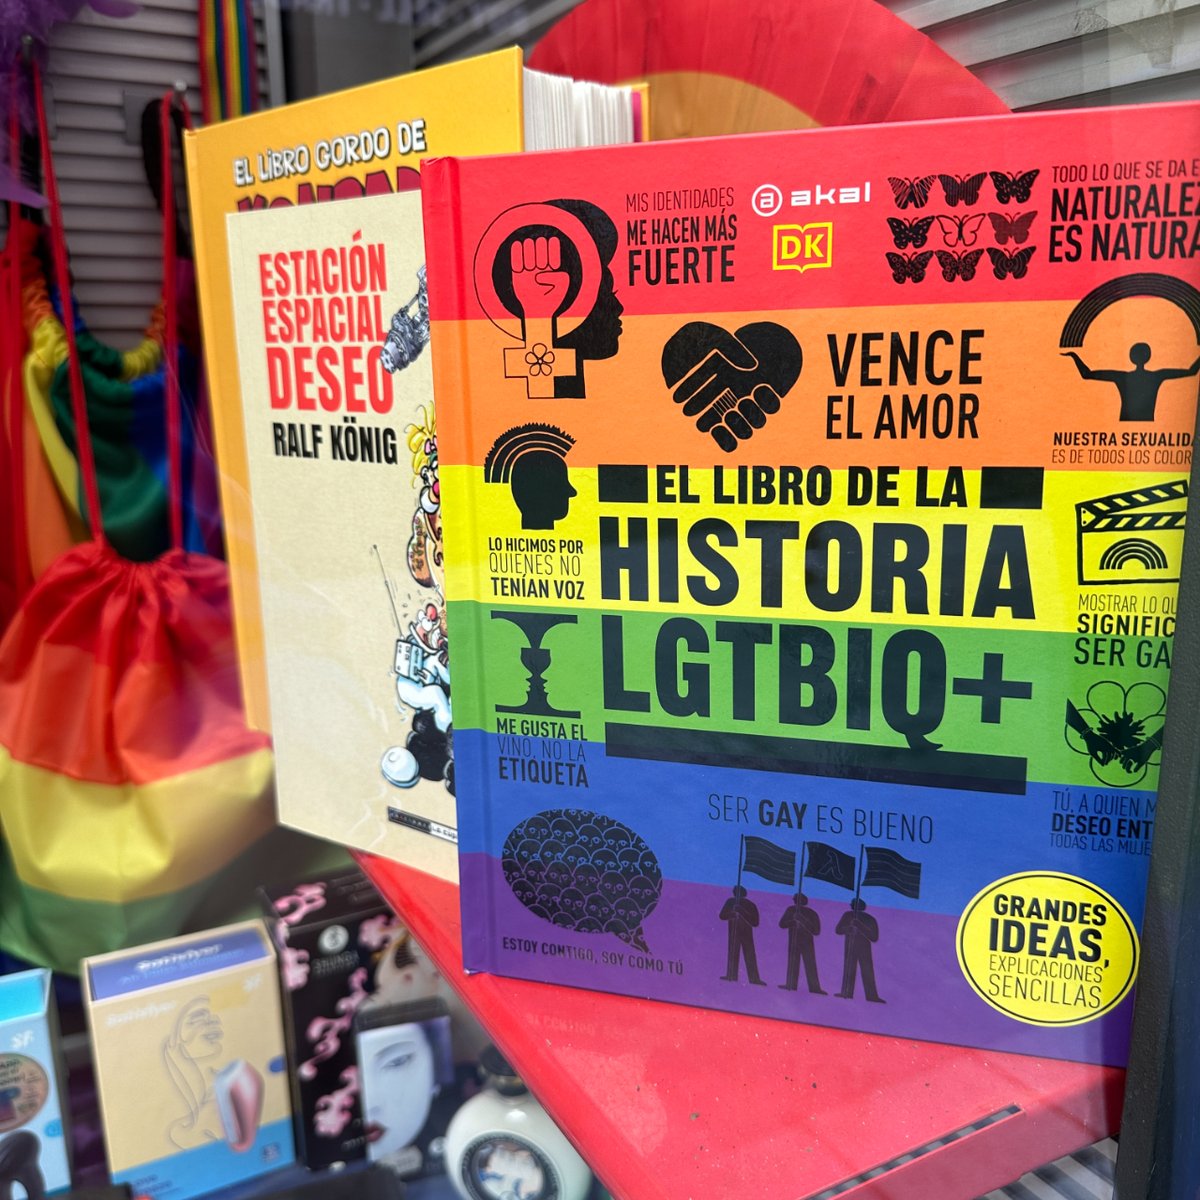 EL LIBRO GORDO DE
ESTACIÓN
ESPACIAL
DESEO
RALF KÖNIG
MIS IDENTIDADES
ME HACEN MÁS
FUERTE
akal
DK
TODO LO QUE SE DA E
NATURALEZ
ES NATURA
VENCE
EL AMOR
NUESTRA SEXUALIDA
ES DE TODOS LOS COLOR
LO HICIMOS POR
QUIENES NO
TENÍAN VOZ
EL LIBRO DE LA
HISTORIA
LGTBIQ+
MOSTRAR LO QU
SIGNIFIC
SER GA
ME GUSTA EL
VINO, NO LA
ETIQUETA
SER GAY ES BUENO
TÚ, A QUIEN M
DESEO ENT
TODAS LAS MUJE
ESTOY CONTIGO, SOY COMO TÚ
GRANDES
IDEAS,
EXPLICACIONES
SENCILLAS